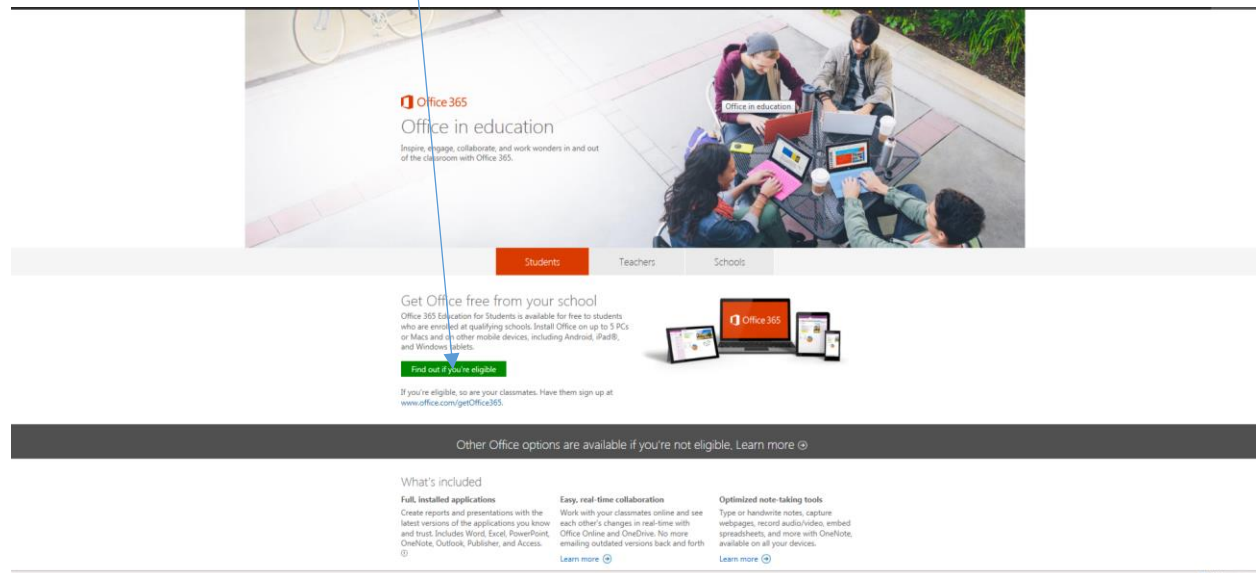 Office 365
Office in education
Inspire, engage, collaborate, and work wonders in and out
of the classroom with Office 365.
Office in education
Students
Teachers
Schools
Get Office free from your school
Office 365 Education for Students is available for free to students
who are enrolled at qualifying schools. Install Office on up to 5 PCs
or Macs and on other mobile devices, including Android, iPad®,
and Windows tablets.
Office 365
Find out if you're eligible
If you're eligible, so are your classmates. Have them sign up at
www.office.com/getOffice365.
Other Office options are available if you're not eligible, Learn more
What's included
Full, installed applications
Create reports and presentations with the
latest versions of the applications you know
and trust. Includes Word, Excel, PowerPoint,
OneNote, Outlook, Publisher, and Access.
Easy, real-time collaboration
Work with your classmates online and see
each other's changes in real-time with
Office Online and OneDrive. No more
emailing outdated versions back and forth
Learn more
Optimized note-taking tools
Type or handwrite notes, capture
webpages, record audio/video, embed
spreadsheets, and more with OneNote,
available on all your devices.
Learn more